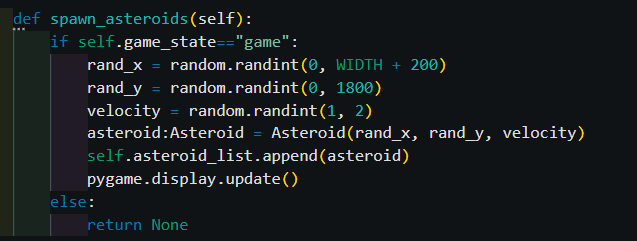 def spawn_asteroids(self):
    if self.game_state=="game":
        rand_x = random.randint(0, WIDTH + 200)
        rand_y = random.randint(0, 1800)
        velocity = random.randint(1, 2)
        asteroid:Asteroid = Asteroid(rand_x, rand_y, velocity)
        self.asteroid_list.append(asteroid)
        pygame.display.update()
    else:
        return None